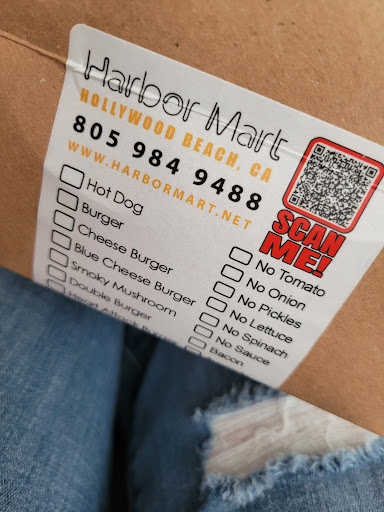 Harbor Mart
HOLLYWOOD BEACH, CA
805 984 9488
WWW.HARBORMART.NET
SCAN
ME!
Hot Dog
Burger
Cheese Burger
Blue Cheese Burger
Smoky Mushroom
Double Burger
Heart Attack
No Tomato
No Onion
No Pickles
No Lettuce
No Spinach
No Sauce
Bacon